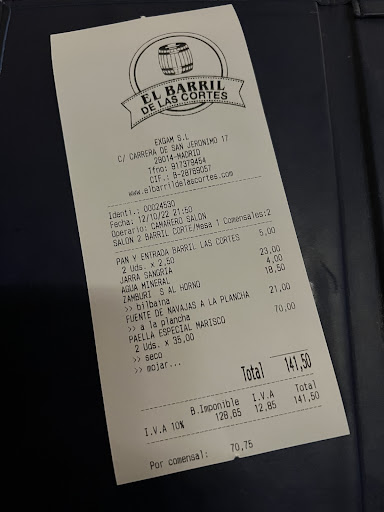 EL BARRIL
DE LAS CORTES
EXGAM S.L
C/ CARRERA DE SAN JERONIMO 17
28014-MADRID
Tfno: 917379454
CIF.: B-28769057
www.elbarrildelascortes.com
Identi.: 00024530
Fecha: 12/10/22 21:50
Operario: CAMARERO SALON
SALON 2 BARRIL CORTE/Mesa 1 Comensales:2
PAN Y ENTRADA BARRIL LAS CORTES 5,00
2 Uds. x 2,50
JARRA SANGRIA 23,00
AGUA MINERAL 4,00
ZAMBURI S AL HORNO 18,50
>> bilbaina
FUENTE DE NAVAJAS A LA PLANCHA 21,00
>> a la plancha
PAELLA ESPECIAL MARISCO 70,00
2 Uds. x 35,00
>> seco
>> mojar...
Total 141,50
B.Imponible I.V.A Total
I.V.A 10% 128,65 12,85 141,50
Por comensal: 70,75